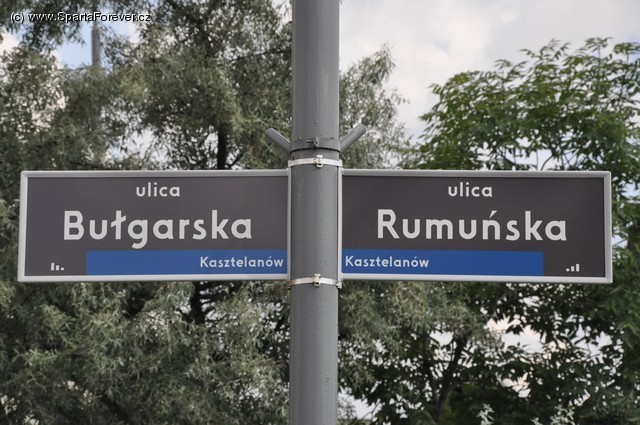 (c) www.SpartaForever.cz
ulica
Bułgarska
Kasztelanów
ulica
Rumuńska
Kasztelanów